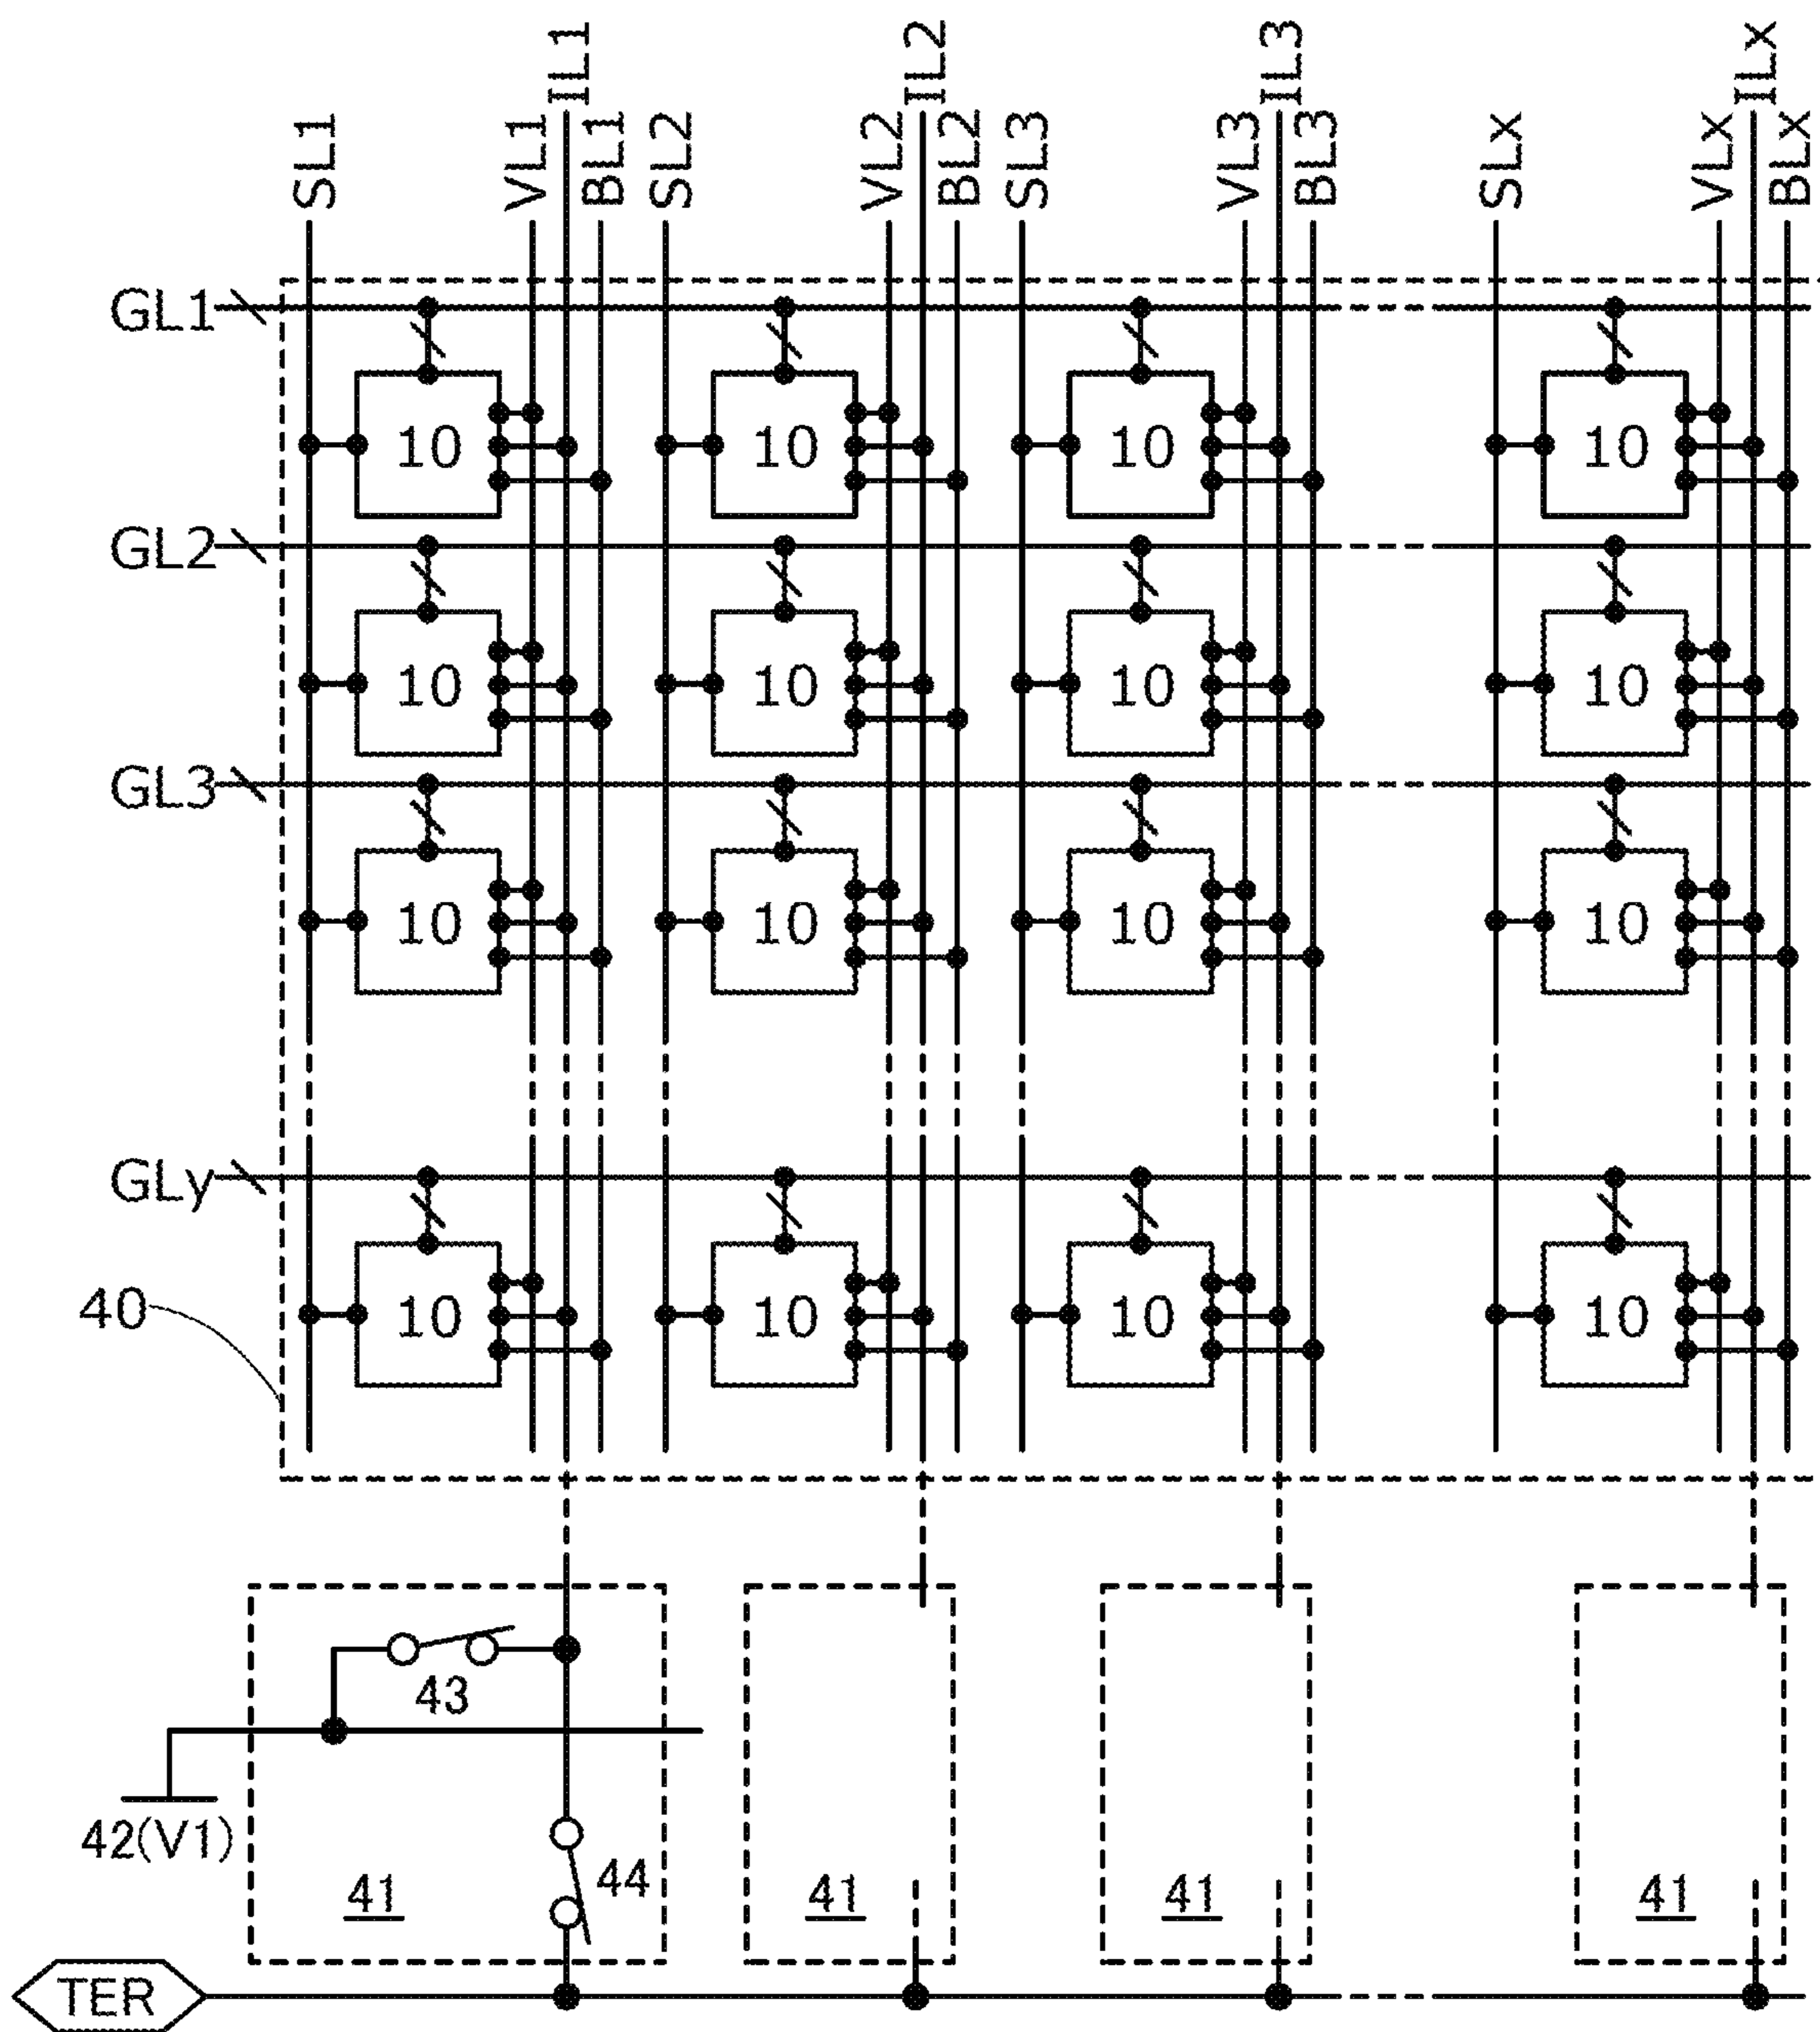 IL1 IL2 IL3 ILx
SL1 VL1 BL1 SL2 VL2 BL2 SL3 VL3 BL3 SLx VLx BLx
GL1
10 10 10 10
GL2
10 10 10 10
GL3
10 10 10 10
GLy
10 10 10 10
40
43
42(V1)
44
41 41 41 41
TER